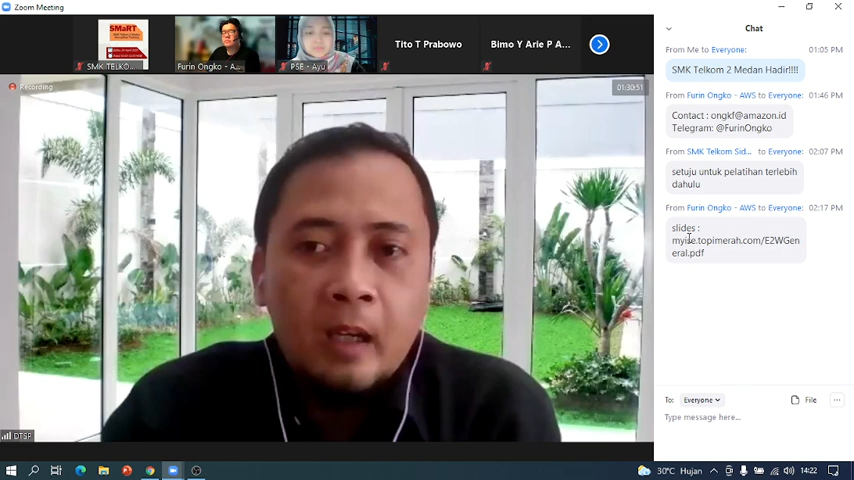 Zoom Meeting
SMaRT
SMK TELKO...
Furin Ongko - A...
PSE - Ayu
Tito T Prabowo
Bimo Y Arie P A...
Recording
01:30:51
DTSP
Chat
From Me to Everyone: 01:05 PM
SMK Telkom 2 Medan Hadir!!!!
From Furin Ongko - AWS to Everyone: 01:46 PM
Contact : ongkf@amazon.id
Telegram: @FurinOngko
From SMK Telkom Sid... to Everyone: 02:07 PM
setuju untuk pelatihan terlebih
dahulu
From Furin Ongko - AWS to Everyone: 02:17 PM
slides :
eral.pdf
To: Everyone
File
Type message here...
30°C Hujan
14:22